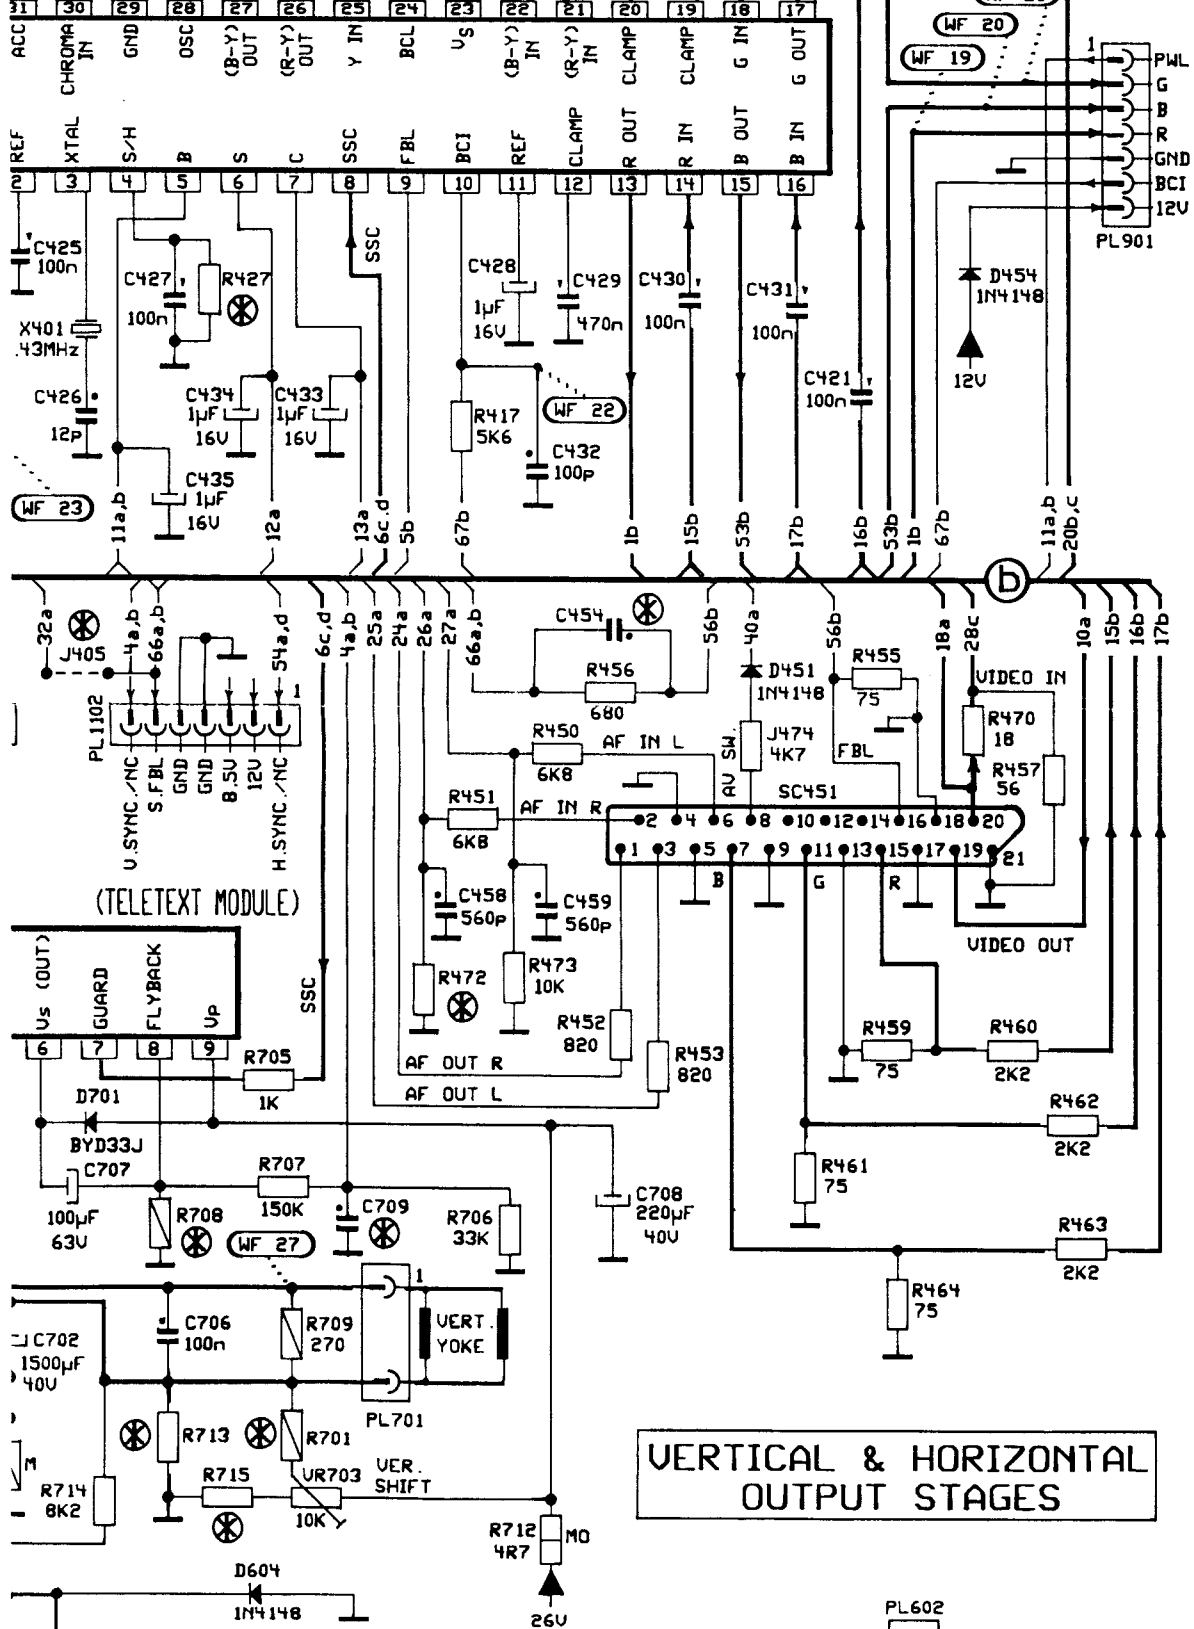 31 30 29 28 27 26 25 24 23 22 21 20 19 18 17
ACC
CHROMA IN
GND
OSC
(B-Y) OUT
(R-Y) OUT
Y IN
BCL
Vs
(B-Y) IN
(R-Y) IN
CLAMP
CLAMP
G IN
G OUT
REF
XTAL
S/H
B
S
C
SSC
FBL
BCI
REF
CLAMP
R OUT
R IN
B OUT
B IN
2 3 4 5 6 7 8 9 10 11 12 13 14 15 16
WF 20
WF 19
1
PWL
G
B
R
GND
BCI
12V
PL901
C425
100n
C427
100n
R427
SSC
C428
1µF
16V
C429
470n
C430
100n
C431
100n
D454
1N4148
12V
X401
.43MHz
C426
12p
C434
1µF
16V
C433
1µF
16V
R417
5K6
WF 22
C432
100p
C421
100n
WF 23
C435
1µF
16V
11a,b
12a
13a
6c.d
5b
67b
1b
15b
53b
17b
16b
53b
1b
67b
11a,b
20b,c
b
32a
J405
4a,b
66a,b
54a,d
6c,d
4a,b
25a
24a
26a
27a
66a,b
C454
R456
680
56b
40a
56b
18a
28c
10a
15b
16b
17b
PL1102
1
V.SYNC./NC
S.FBL
GND
GND
8.5V
12V
H.SYNC./NC
(TELETEXT MODULE)
D451
1N4148
J474
4K7
AV SW.
R455
75
FBL
VIDEO IN
R470
18
R457
56
R450
6K8
AF IN L
R451
6K8
AF IN R
SC451
2 4 6 8 10 12 14 16 18 20
1 3 5 7 9 11 13 15 17 19 21
B
G
R
VIDEO OUT
C458
560p
C459
560p
R472
R473
10K
R452
820
R453
820
AF OUT R
AF OUT L
R459
75
R460
2K2
R462
2K2
R461
75
R463
2K2
R464
75
Vs (OUT)
GUARD
FLYBACK
Vp
6 7 8 9
SSC
R705
1K
D701
BYD33J
C707
100µF
63V
R708
R707
150K
C709
R706
33K
C708
220µF
40V
WF 27
C706
100n
R709
270
1
VERT.
YOKE
PL701
C702
1500µF
40V
R713
R701
M
R714
8K2
R715
VR703
10K
VER.
SHIFT
R712
4R7
MO
26V
D604
1N4148
VERTICAL & HORIZONTAL
OUTPUT STAGES
PL602